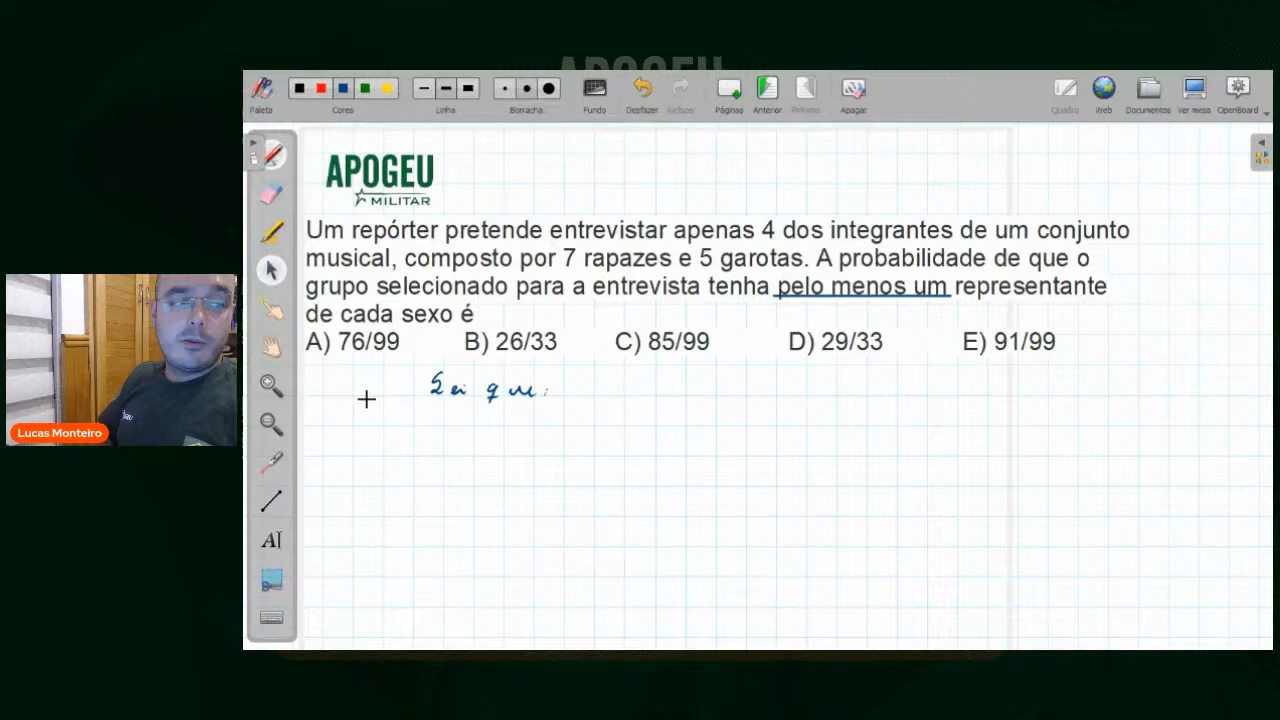 APOGEU
Paleta
Cores
Linha
Borracha
Fundo
Desfazer
Refazer
Páginas
Anterior
Próximo
Apagar
Quadro
Web
Documentos
Ver mesa
OpenBoard
APOGEU
MILITAR
Um repórter pretende entrevistar apenas 4 dos integrantes de um conjunto
musical, composto por 7 rapazes e 5 garotas. A probabilidade de que o
grupo selecionado para a entrevista tenha pelo menos um representante
de cada sexo é
A) 76/99 B) 26/33 C) 85/99 D) 29/33 E) 91/99
Sei que:
Lucas Monteiro